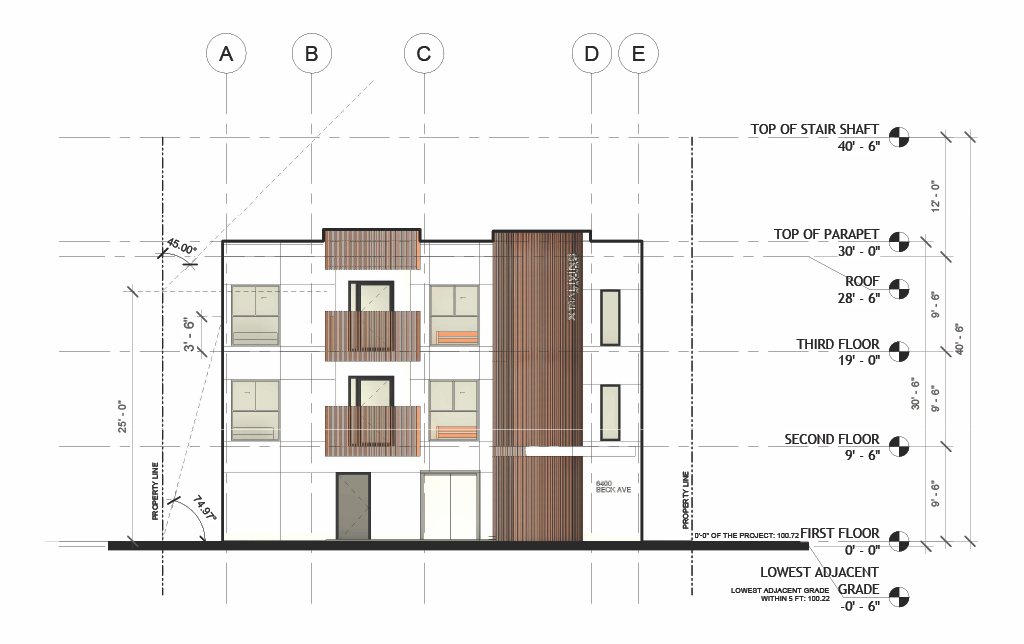 A
B
C
D
E
TOP OF STAIR SHAFT
40' - 6"
12' - 0"
45.00°
TOP OF PARAPET
30' - 0"
ROOF
28' - 6"
9' - 6"
3' - 6"
THIRD FLOOR
19' - 0"
40' - 6"
30' - 6"
9' - 6"
25' - 0"
SECOND FLOOR
9' - 6"
9' - 6"
PROPERTY LINE
PROPERTY LINE
6400
BECK AVE
74.97°
0'-0" OF THE PROJECT: 100.72
FIRST FLOOR
0' - 0"
LOWEST ADJACENT
GRADE
-0' - 6"
LOWEST ADJACENT GRADE
WITHIN 5 FT: 100.22